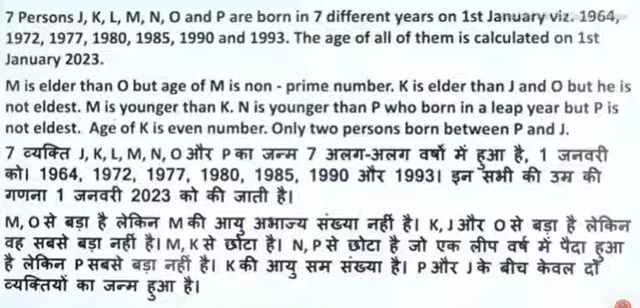 7 Persons J, K, L, M, N, O and P are born in 7 different years on 1st January viz. 1964,
1972, 1977, 1980, 1985, 1990 and 1993. The age of all of them is calculated on 1st
January 2023.
M is elder than O but age of M is non - prime number. K is elder than J and O but he is
not eldest. M is younger than K. N is younger than P who born in a leap year but P is
not eldest.  Age of K is even number. Only two persons born between P and J.
7 व्यक्ति J, K, L, M, N, O और P का जन्म 7 अलग-अलग वर्षों में हुआ है, 1 जनवरी
को। 1964, 1972, 1977, 1980, 1985, 1990 और 1993। इन सभी की उम्र की
गणना 1 जनवरी 2023 को की जाती है।
M, O से बड़ा है लेकिन M की आयु अभाज्य संख्या नहीं है। K, J और O से बड़ा है लेकिन
वह सबसे बड़ा नहीं है। M, K से छोटा है। N, P से छोटा है जो एक लीप वर्ष में पैदा हुआ
है लेकिन P सबसे बड़ा नहीं है। K की आयु सम संख्या है। P और J के बीच केवल दो
व्यक्तियों का जन्म हुआ है।